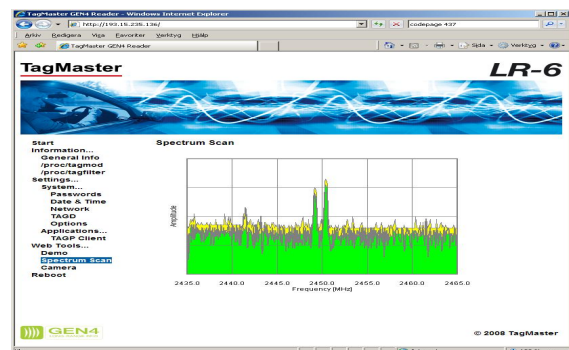 TagMaster GEN4 Reader - Windows Internet Explorer
http://193.15.235.136/
codepage 437
Arkiv Redigera Visa Favoriter Verktyg Hjälp
TagMaster GEN4 Reader
Sida Verktyg
TagMaster
LR-6
Start
Information...
General Info
/proc/tagmod
/proc/tagfilter
Settings...
System...
Passwords
Date & Time
Network
TAGD
Options
Applications...
TAGP Client
Web Tools...
Demo
Spectrum Scan
Camera
Reboot
Spectrum Scan
Amplitude
2435.0 2440.0 2445.0 2450.0 2455.0 2460.0 2465.0
Frequency [MHz]
GEN4
© 2008 TagMaster